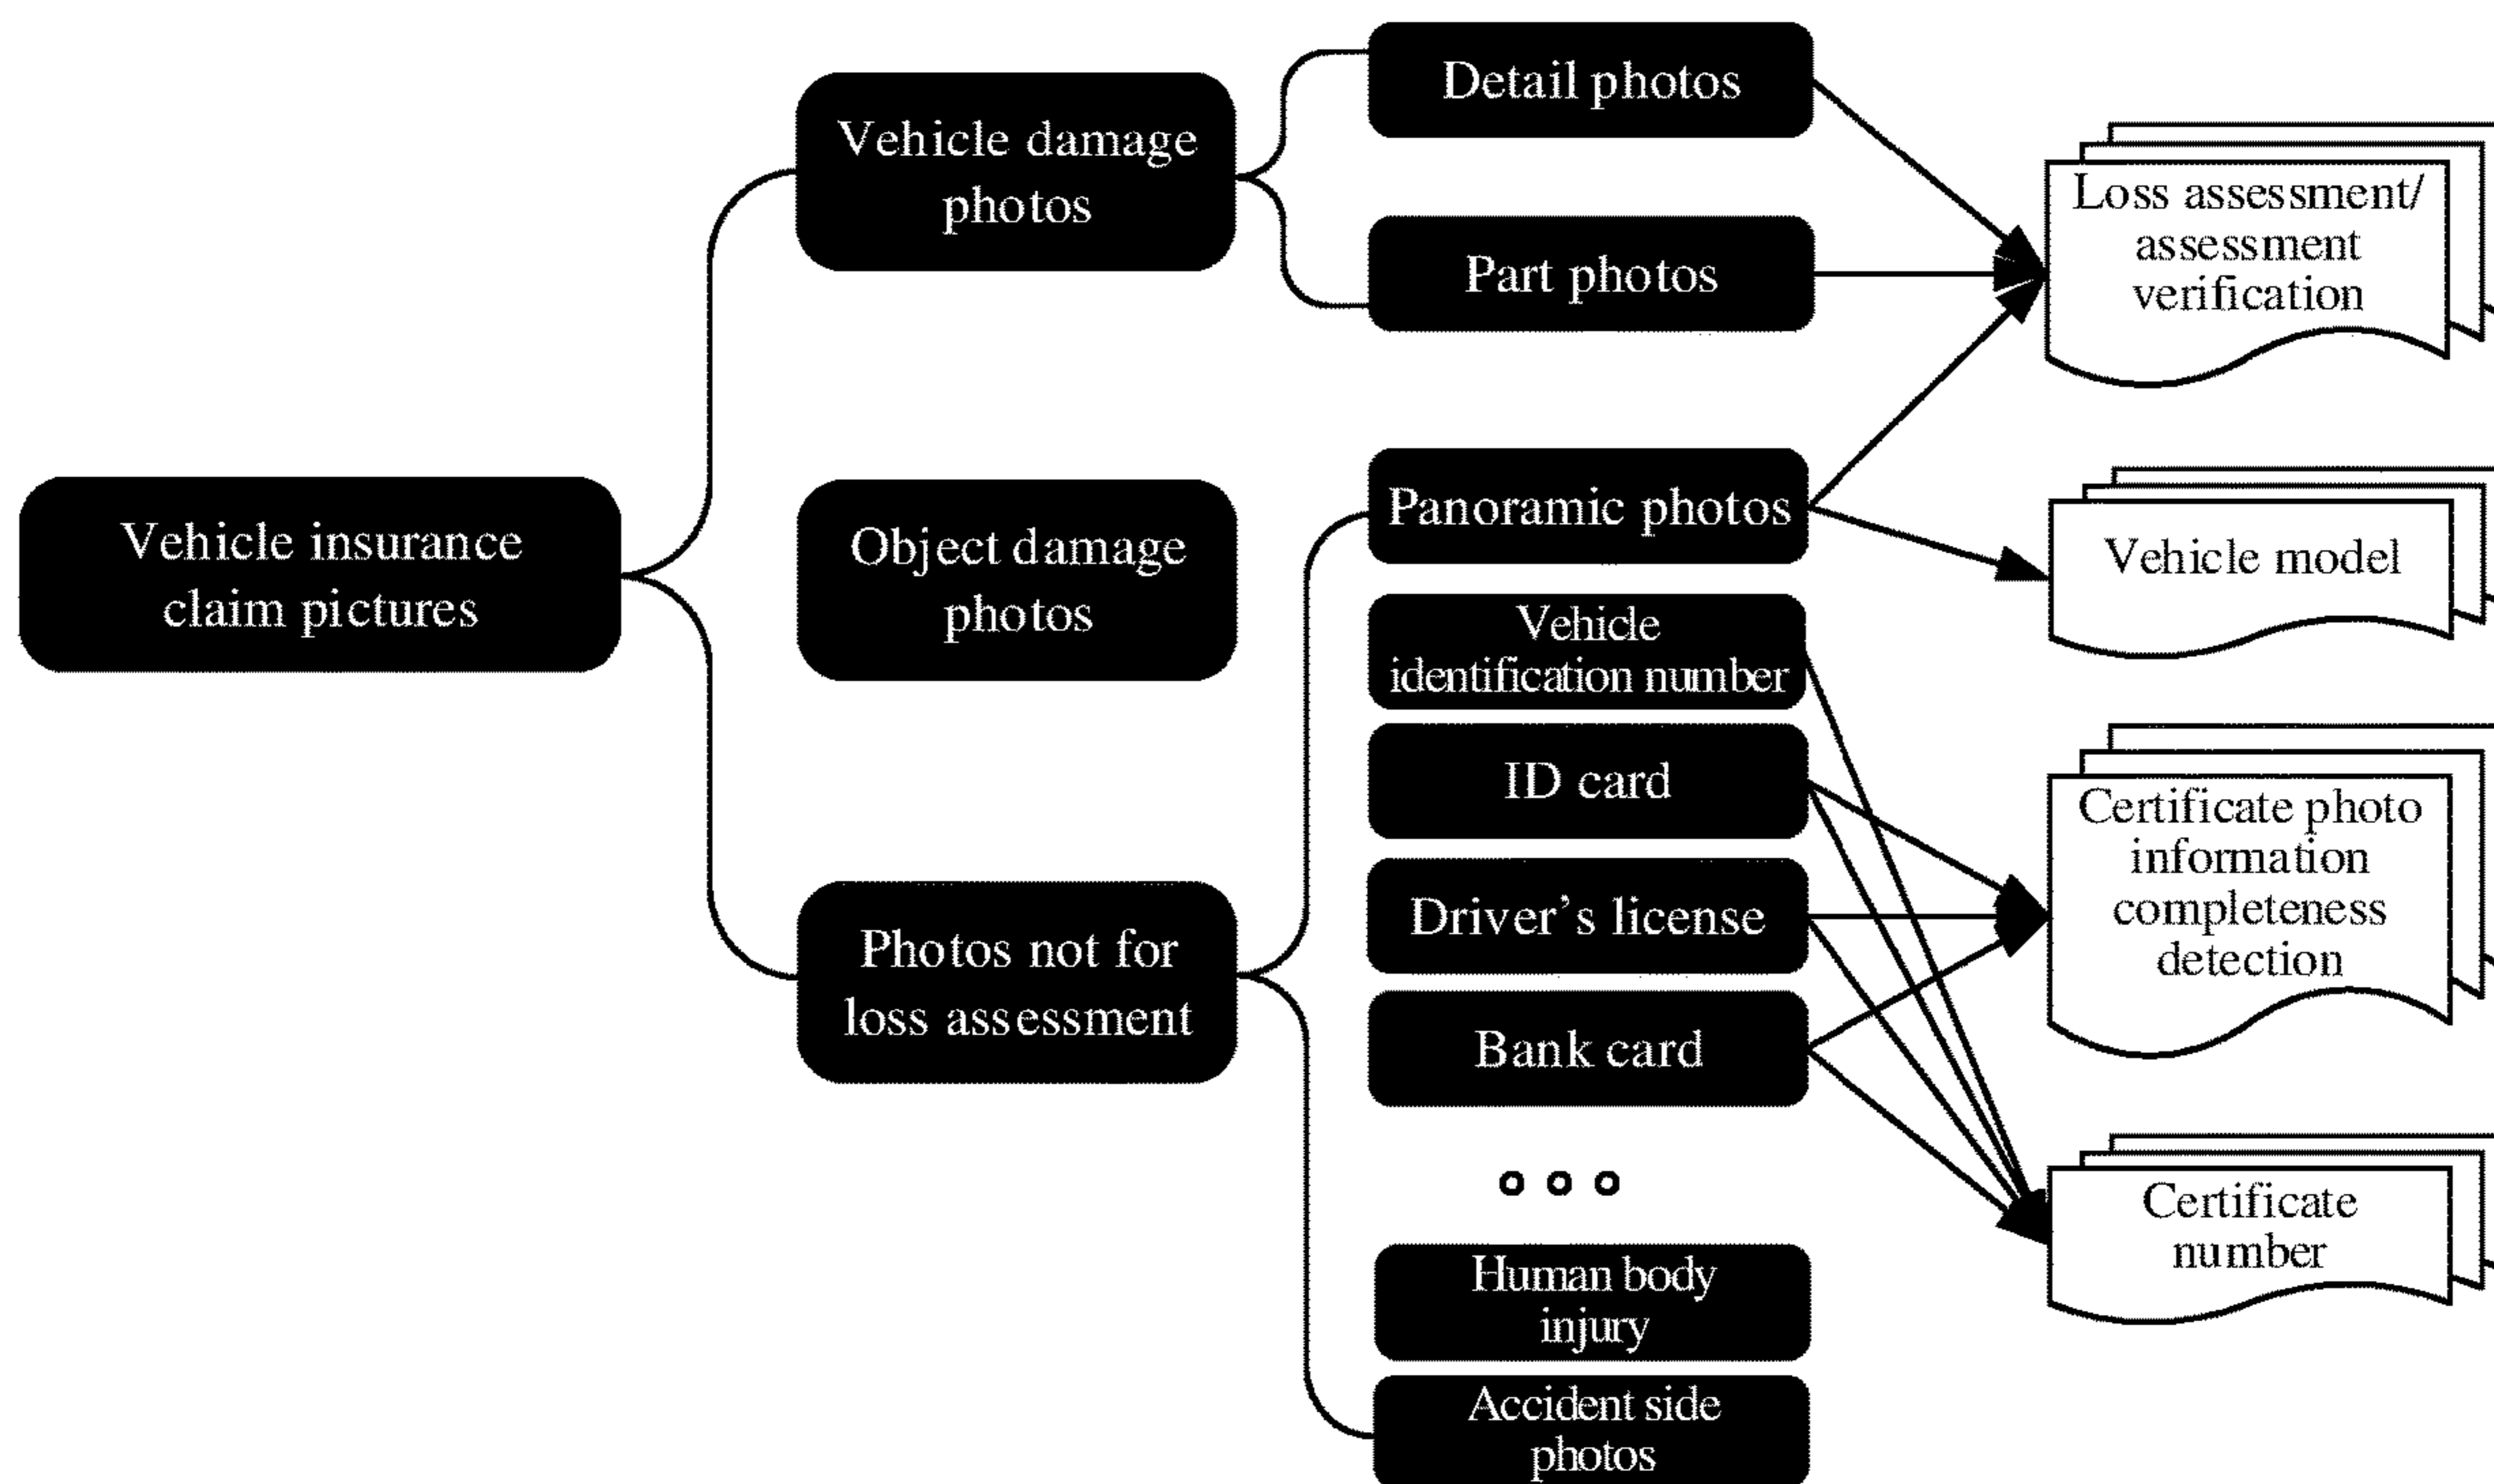 Vehicle insurance
claim pictures
Vehicle damage
photos
Object damage
photos
Photos not for
loss assessment
Detail photos
Part photos
Panoramic photos
Vehicle
identification number
ID card
Driver's license
Bank card
Human body
injury
Accident side
photos
Loss assessment/
assessment
verification
Vehicle model
Certificate photo
information
completeness
detection
Certificate
number